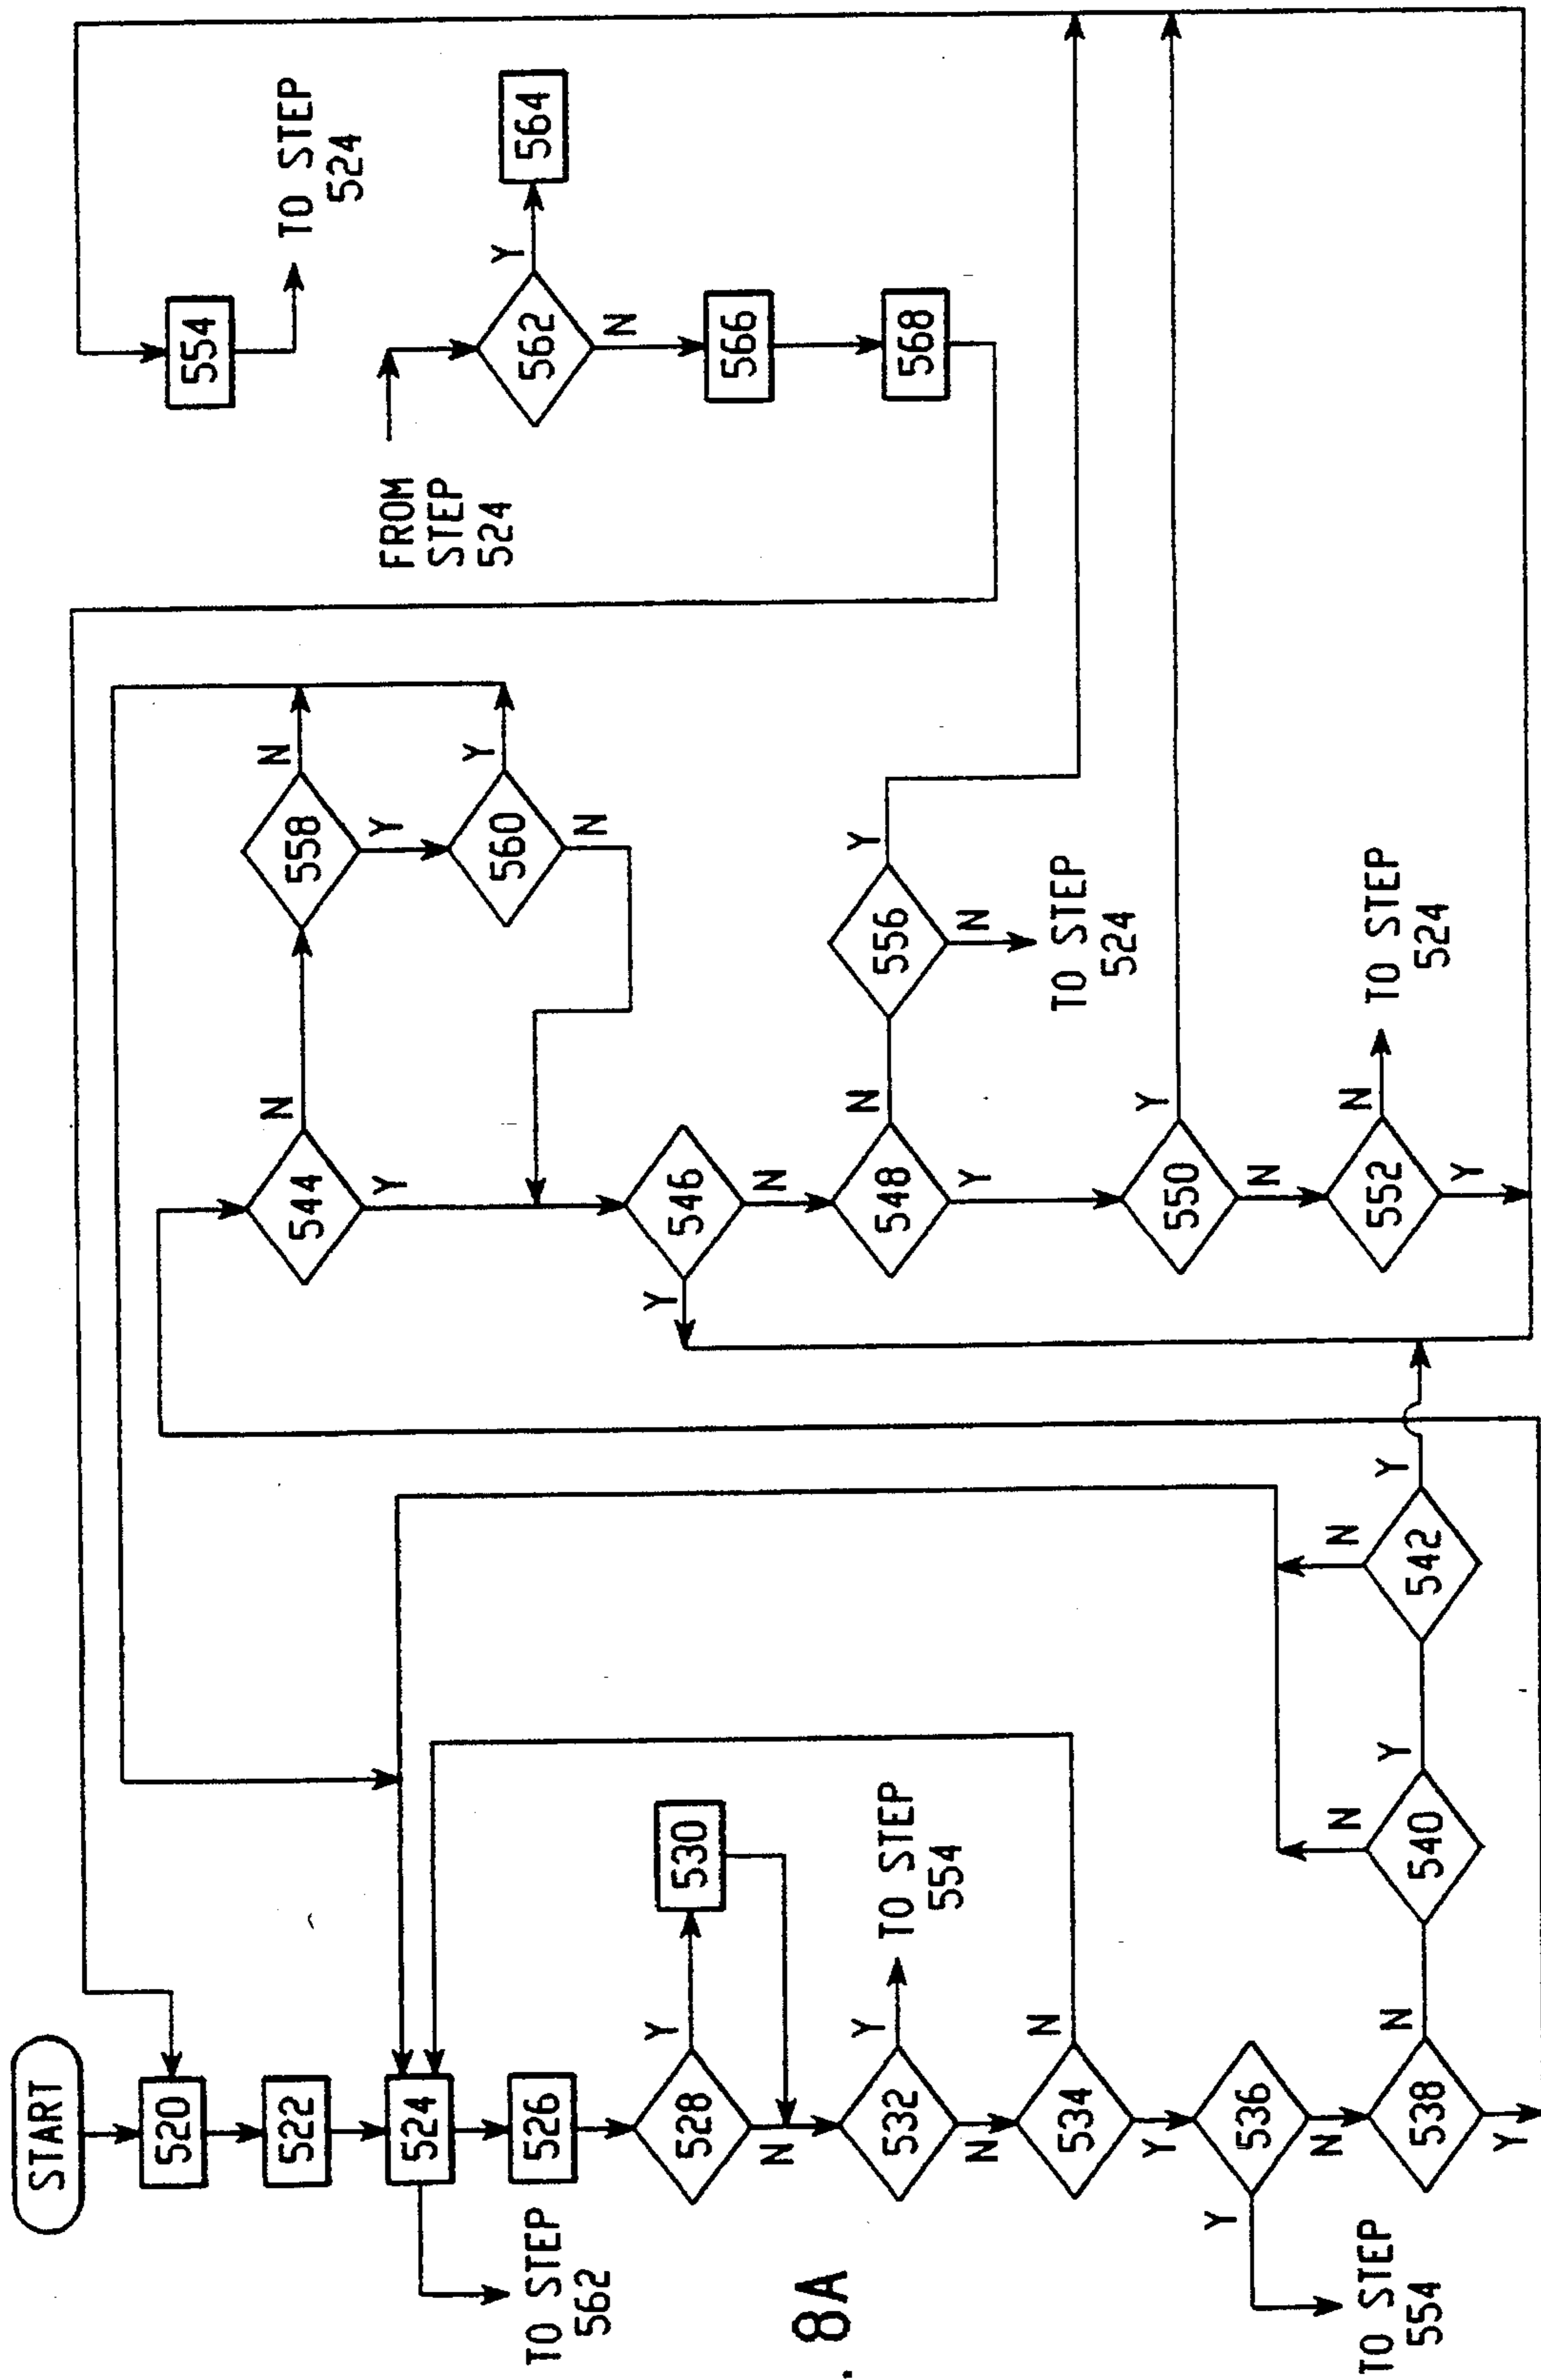 START
520
522
524
TO STEP
562
526
528
Y
N
530
532
Y
TO STEP
554
N
534
N
Y
536
Y
TO STEP
554
N
538
N
Y
540
N
Y
542
N
Y
544
N
Y
558
N
Y
560
Y
N
546
Y
N
548
N
Y
556
Y
N
TO STEP
524
550
Y
N
552
N
TO STEP
524
Y
554
TO STEP
524
FROM
STEP
524
562
Y
564
N
566
568
. 8A